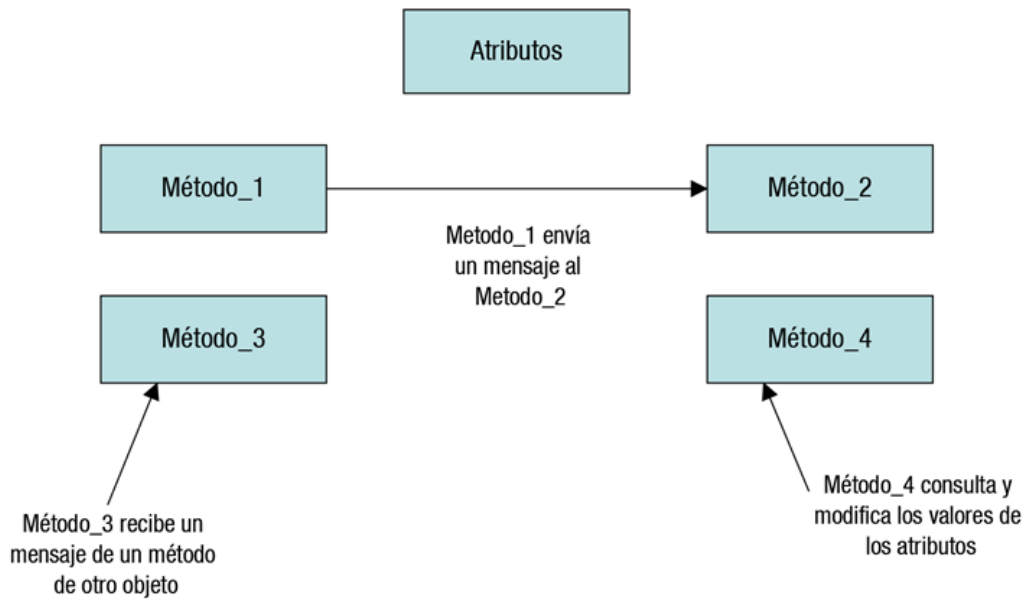 Atributos
Método_1
Método_2
Metodo_1 envía
un mensaje al
Metodo_2
Método_3
Método_4
Método_3 recibe un
mensaje de un método
de otro objeto
Método_4 consulta y
modifica los valores de
los atributos